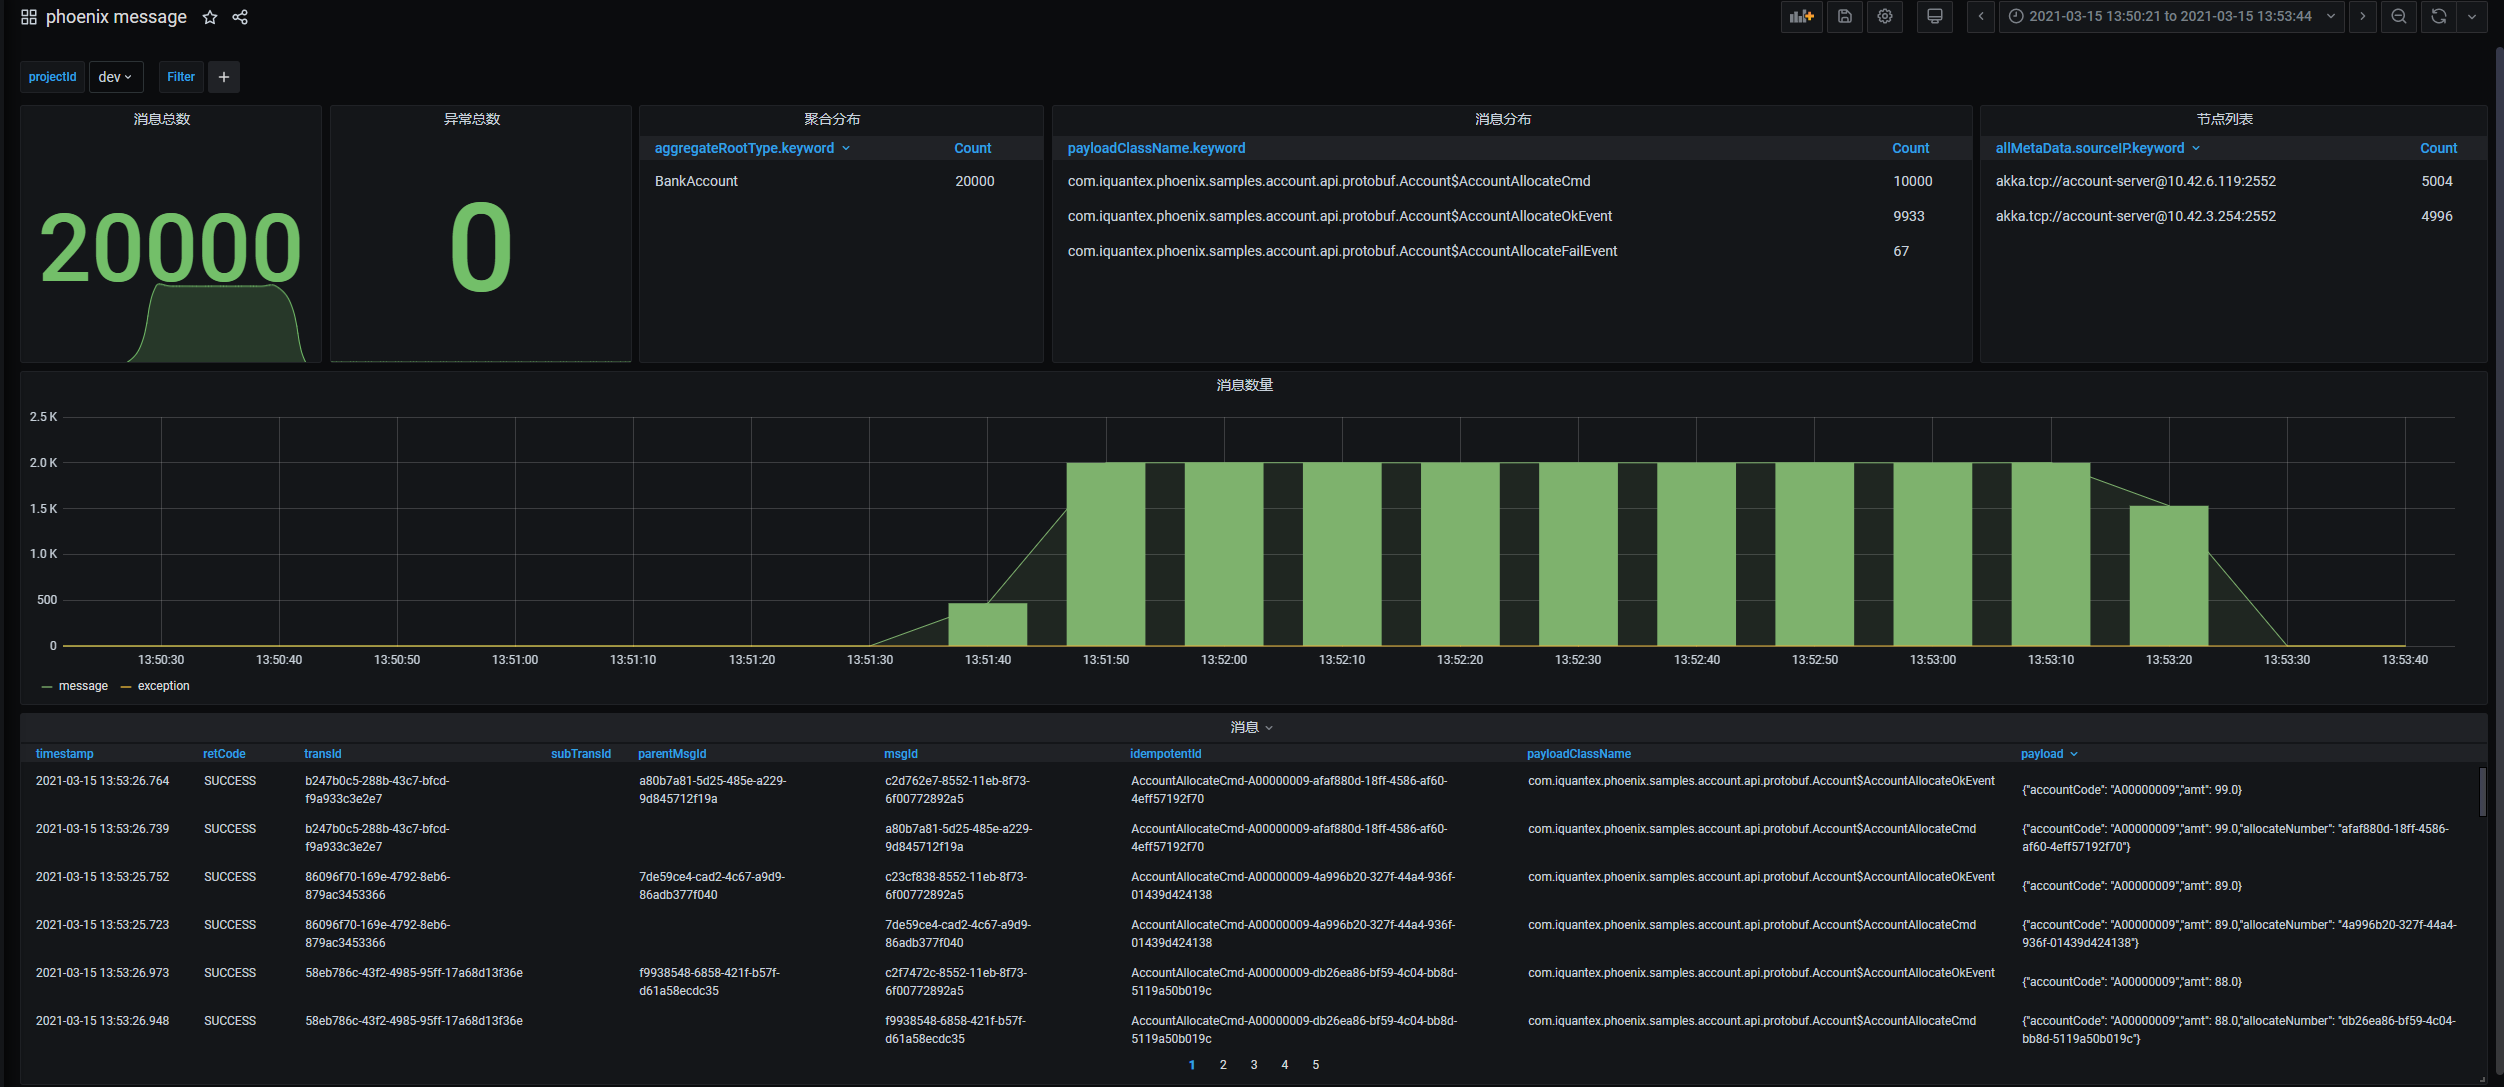 phoenix message
2021-03-15 13:50:21 to 2021-03-15 13:53:44
projectId
dev
Filter
+
消息总数
20000
异常总数
0
聚合分布
aggregateRootType.keyword Count
BankAccount 20000
消息分布
payloadClassName.keyword Count
com.iquantex.phoenix.samples.account.api.protobuf.Account$AccountAllocateCmd 10000
com.iquantex.phoenix.samples.account.api.protobuf.Account$AccountAllocateOkEvent 9933
com.iquantex.phoenix.samples.account.api.protobuf.Account$AccountAllocateFailEvent 67
节点列表
allMetaData.sourceIP.keyword Count
akka.tcp://account-server@10.42.6.119:2552 5004
akka.tcp://account-server@10.42.3.254:2552 4996
消息数量
2.5 K
2.0 K
1.5 K
1.0 K
500
0
13:50:30 13:50:40 13:50:50 13:51:00 13:51:10 13:51:20 13:51:30 13:51:40 13:51:50 13:52:00 13:52:10 13:52:20 13:52:30 13:52:40 13:52:50 13:53:00 13:53:10 13:53:20 13:53:30 13:53:40
message exception
消息
timestamp retCode transId subTransId parentMsgId msgId idempotentId payloadClassName payload
2021-03-15 13:53:26.764 SUCCESS b247b0c5-288b-43c7-bfcd- a80b7a81-5d25-485e-a229- c2d762e7-8552-11eb-8f73- AccountAllocateCmd-A00000009-afaf880d-18ff-4586-af60- com.iquantex.phoenix.samples.account.api.protobuf.Account$AccountAllocateOkEvent {"accountCode": "A00000009","amt": 99.0}
f9a933c3e2e7 9d845712f19a 6f00772892a5 4eff57192f70
2021-03-15 13:53:26.739 SUCCESS b247b0c5-288b-43c7-bfcd- a80b7a81-5d25-485e-a229- AccountAllocateCmd-A00000009-afaf880d-18ff-4586-af60- com.iquantex.phoenix.samples.account.api.protobuf.Account$AccountAllocateCmd {"accountCode": "A00000009","amt": 99.0,"allocateNumber": "afaf880d-18ff-4586-
f9a933c3e2e7 9d845712f19a 4eff57192f70 af60-4eff57192f70"}
2021-03-15 13:53:25.752 SUCCESS 86096f70-169e-4792-8eb6- 7de59ce4-cad2-4c67-a9d9- c23cf838-8552-11eb-8f73- AccountAllocateCmd-A00000009-4a996b20-327f-44a4-936f- com.iquantex.phoenix.samples.account.api.protobuf.Account$AccountAllocateOkEvent {"accountCode": "A00000009","amt": 89.0}
879ac3453366 86adb377f040 6f00772892a5 01439d424138
2021-03-15 13:53:25.723 SUCCESS 86096f70-169e-4792-8eb6- 7de59ce4-cad2-4c67-a9d9- AccountAllocateCmd-A00000009-4a996b20-327f-44a4-936f- com.iquantex.phoenix.samples.account.api.protobuf.Account$AccountAllocateCmd {"accountCode": "A00000009","amt": 89.0,"allocateNumber": "4a996b20-327f-44a4-
879ac3453366 86adb377f040 01439d424138 936f-01439d424138"}
2021-03-15 13:53:26.973 SUCCESS 58eb786c-43f2-4985-95ff-17a68d13f36e f9938548-6858-421f-b57f- c2f7472c-8552-11eb-8f73- AccountAllocateCmd-A00000009-db26ea86-bf59-4c04-bb8d- com.iquantex.phoenix.samples.account.api.protobuf.Account$AccountAllocateOkEvent {"accountCode": "A00000009","amt": 88.0}
d61a58ecdc35 6f00772892a5 5119a50b019c
2021-03-15 13:53:26.948 SUCCESS 58eb786c-43f2-4985-95ff-17a68d13f36e f9938548-6858-421f-b57f- AccountAllocateCmd-A00000009-db26ea86-bf59-4c04-bb8d- com.iquantex.phoenix.samples.account.api.protobuf.Account$AccountAllocateCmd {"accountCode": "A00000009","amt": 88.0,"allocateNumber": "db26ea86-bf59-4c04-
d61a58ecdc35 5119a50b019c bb8d-5119a50b019c"}
1 2 3 4 5